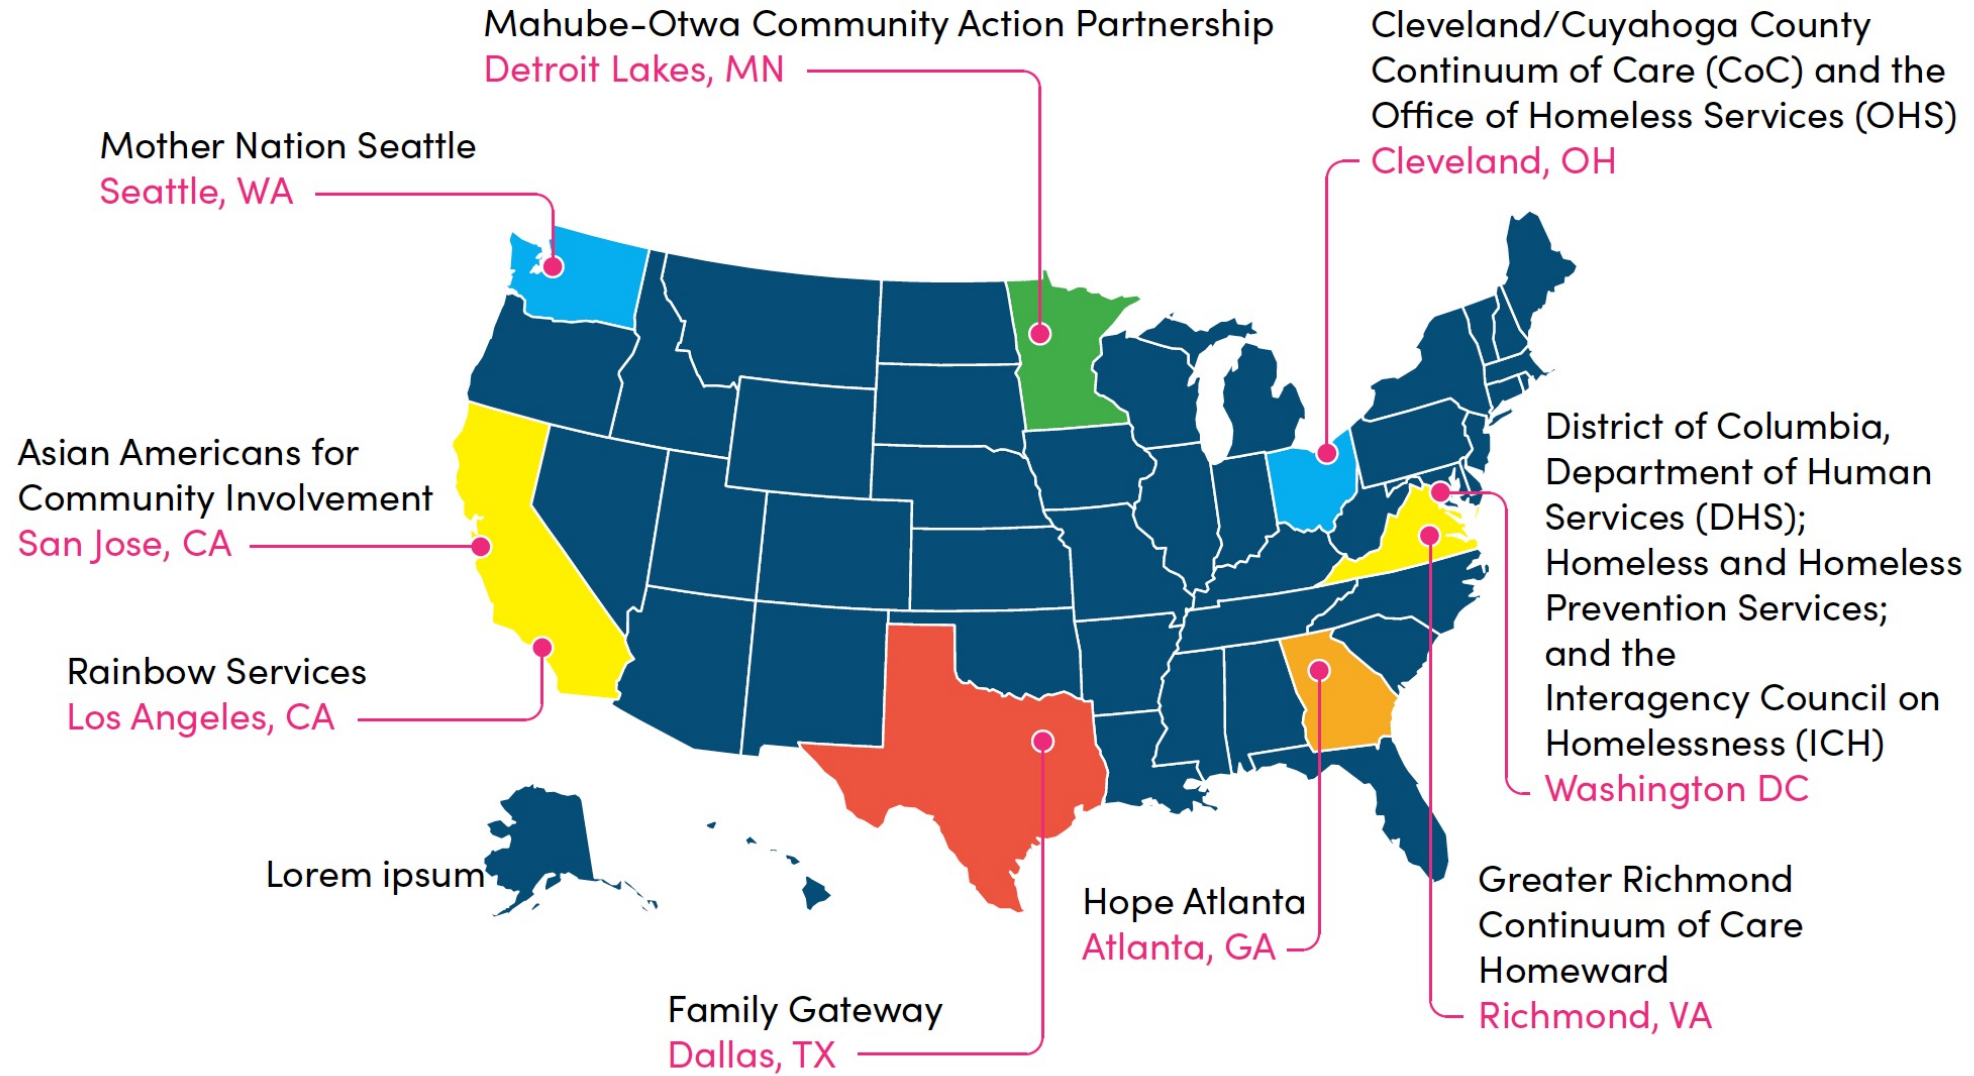 Mahube-Otwa Community Action Partnership
Detroit Lakes, MN
Cleveland/Cuyahoga County
Continuum of Care (CoC) and the
Office of Homeless Services (OHS)
Cleveland, OH
Mother Nation Seattle
Seattle, WA
Asian Americans for
Community Involvement
San Jose, CA
District of Columbia,
Department of Human
Services (DHS);
Homeless and Homeless
Prevention Services;
and the
Interagency Council on
Homelessness (ICH)
Washington DC
Rainbow Services
Los Angeles, CA
Lorem ipsum
Hope Atlanta
Atlanta, GA
Greater Richmond
Continuum of Care
Homeward
Richmond, VA
Family Gateway
Dallas, TX